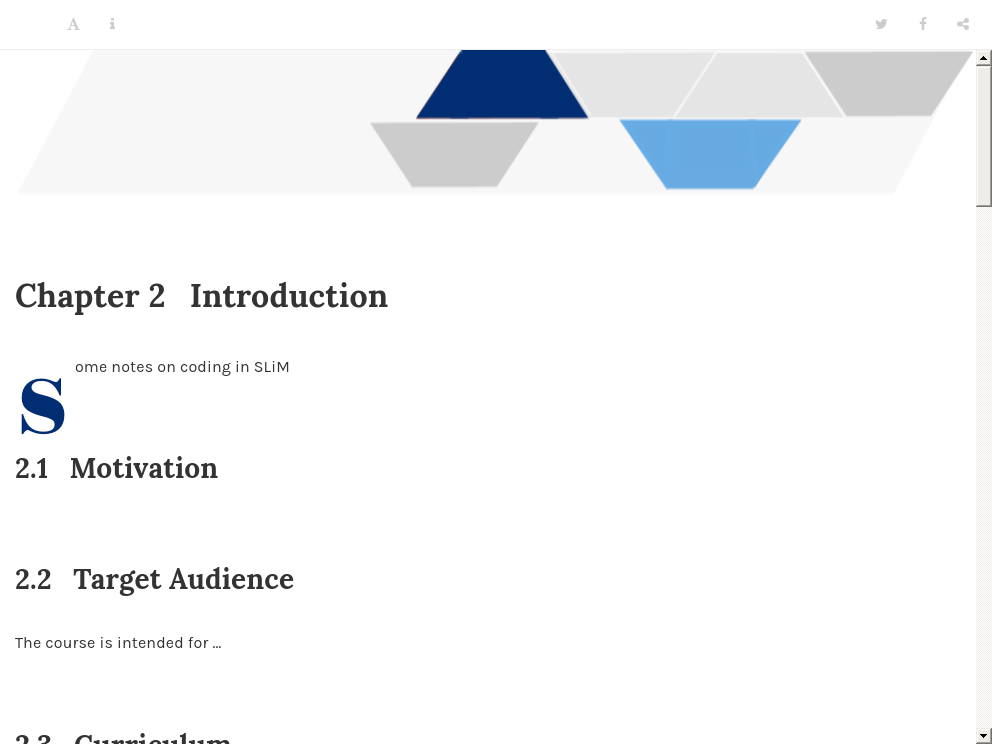 Chapter 2 Introduction
Some notes on coding in SLiM
2.1 Motivation
2.2 Target Audience
The course is intended for ...
2.3 Curriculum